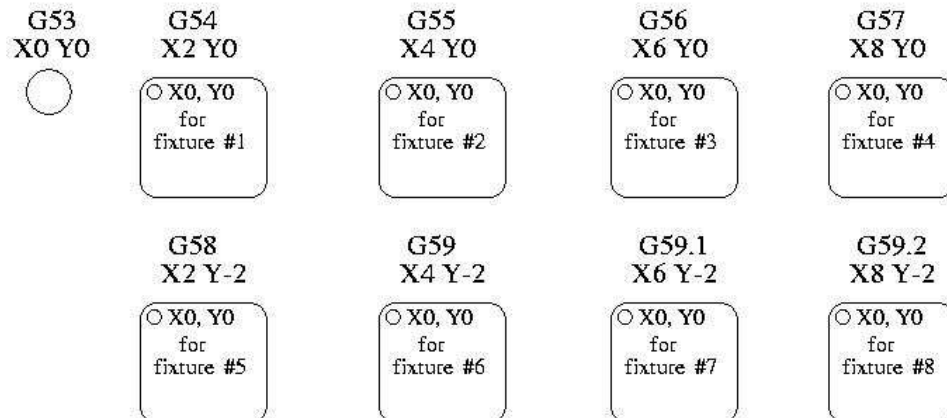 G53
X0 Y0
G54
X2 Y0
X0, Y0
for
fixture #1
G55
X4 Y0
X0, Y0
for
fixture #2
G56
X6 Y0
X0, Y0
for
fixture #3
G57
X8 Y0
X0, Y0
for
fixture #4
G58
X2 Y-2
X0, Y0
for
fixture #5
G59
X4 Y-2
X0, Y0
for
fixture #6
G59.1
X6 Y-2
X0, Y0
for
fixture #7
G59.2
X8 Y-2
X0, Y0
for
fixture #8